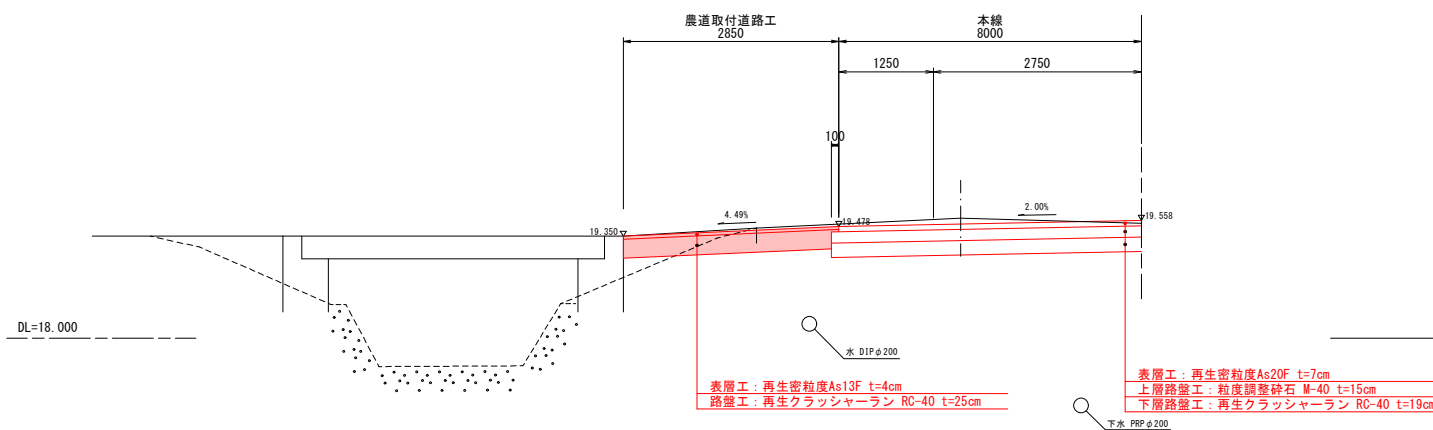 農道取付道路工
2850
本線
8000
1250
2750
100
4.49%
2.00%
19.350
19.478
19.558
DL=18.000
水 DIPφ200
表層工：再生密粒度As13F t=4cm
路盤工：再生クラッシャーラン RC-40 t=25cm
表層工：再生密粒度As20F t=7cm
上層路盤工：粒度調整砕石 M-40 t=15cm
下層路盤工：再生クラッシャーラン RC-40 t=19cm
下水 PRPφ200